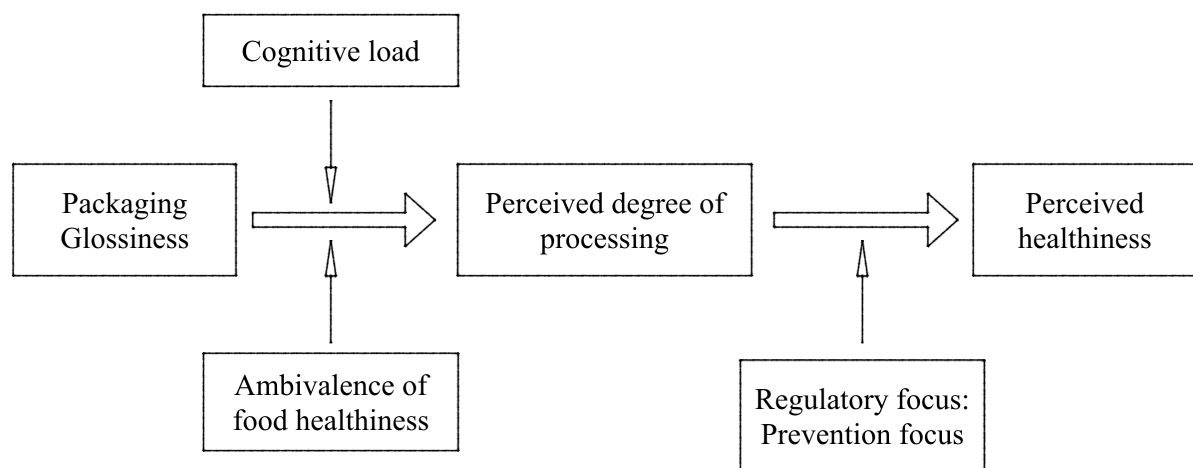 Cognitive load
Packaging
Glossiness
Perceived degree of
processing
Perceived
healthiness
Ambivalence of
food healthiness
Regulatory focus:
Prevention focus